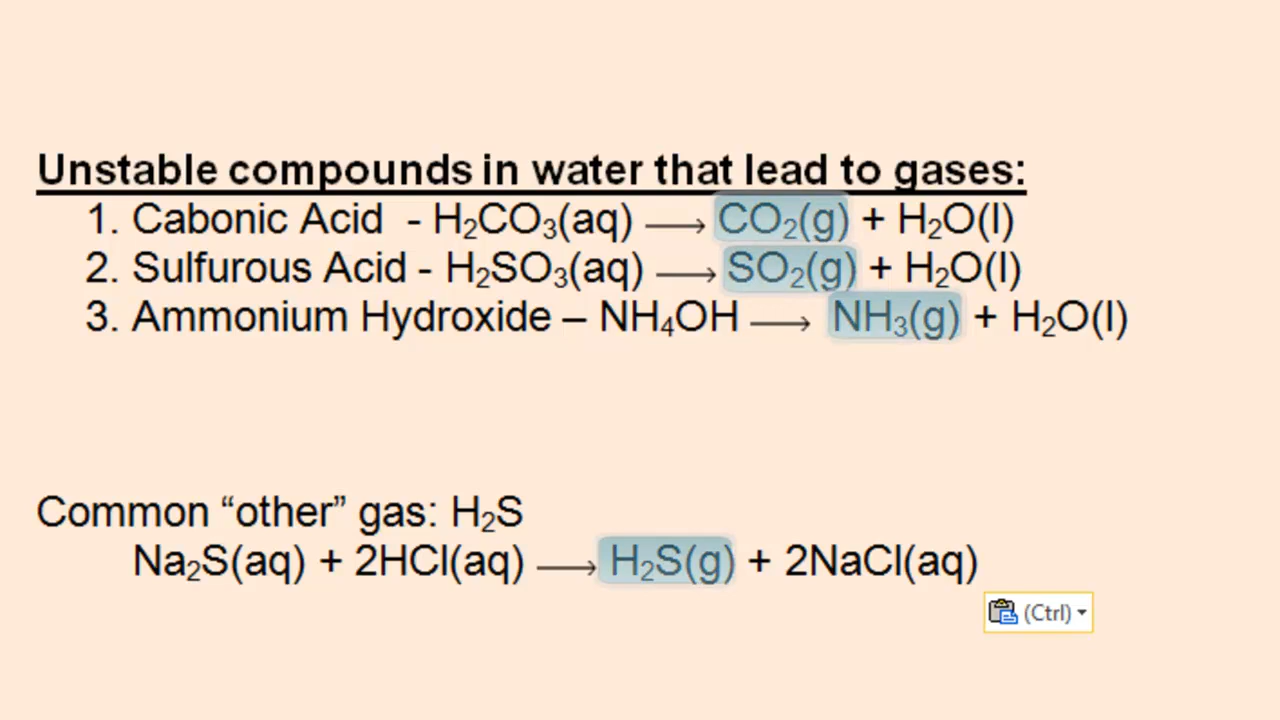 Unstable compounds in water that lead to gases:
1. Cabonic Acid - H₂CO₃(aq) ⟶ CO₂(g) + H₂O(l)
2. Sulfurous Acid - H₂SO₃(aq) ⟶ SO₂(g) + H₂O(l)
3. Ammonium Hydroxide – NH₄OH ⟶ NH₃(g) + H₂O(l)
Common “other” gas: H₂S
Na₂S(aq) + 2HCl(aq) ⟶ H₂S(g) + 2NaCl(aq)
(Ctrl)